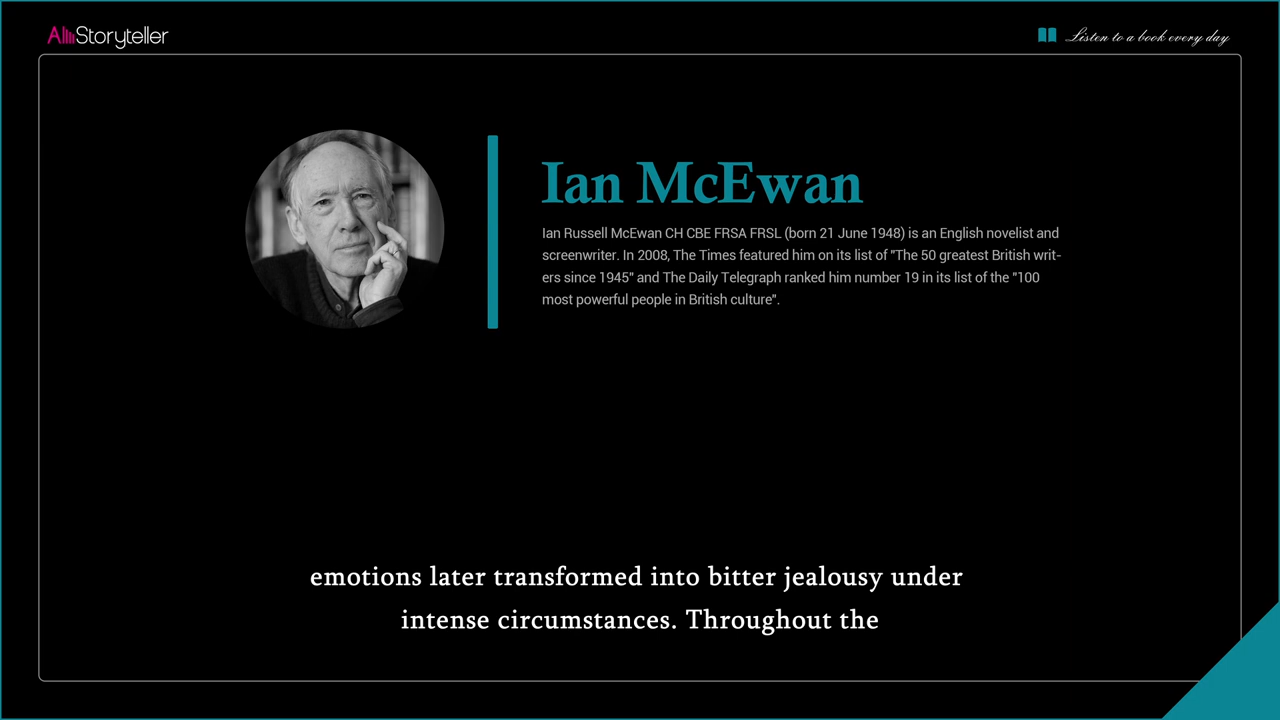 AllStoryteller
Listen to a book every day
Ian McEwan
Ian Russell McEwan CH CBE FRSA FRSL (born 21 June 1948) is an English novelist and
screenwriter. In 2008, The Times featured him on its list of "The 50 greatest British writ-
ers since 1945" and The Daily Telegraph ranked him number 19 in its list of the "100
most powerful people in British culture".
emotions later transformed into bitter jealousy under
intense circumstances. Throughout the